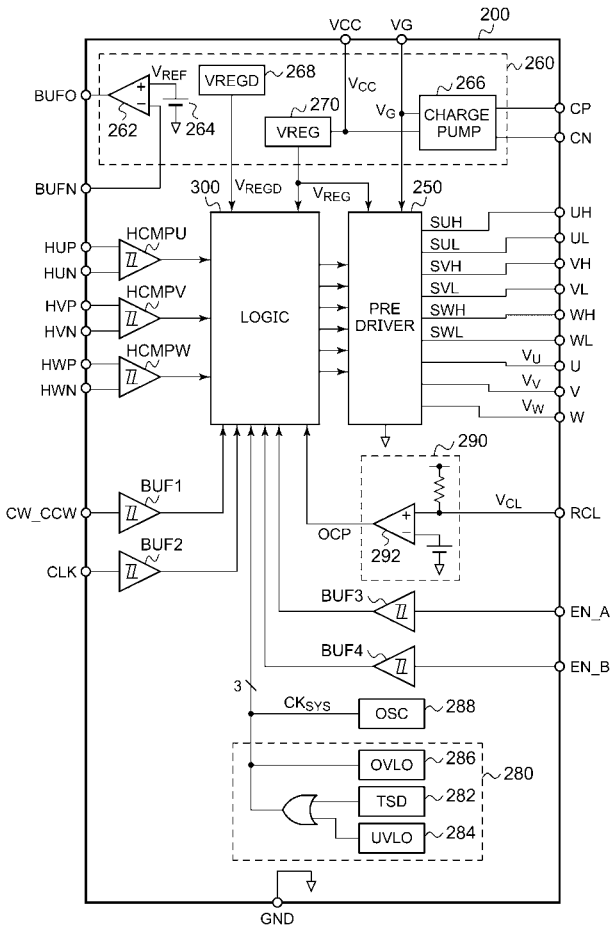 VCC VG 200
VREF VREGD 268 VCC 266 260
BUFO + − 262 264 270 VG CHARGE PUMP CP
VREG CN
BUFN 300 VREGD VREG 250
HUP HCMPU SUH UH
HUN SUL UL
HVP HCMPV SVH VH
HVN LOGIC PRE DRIVER SVL VL
HWP HCMPW SWH WH
HWN SWL WL
VU U
VV V
VW W
290
CW_CCW BUF1 OCP + − 292 VCL RCL
CLK BUF2
BUF3 EN_A
BUF4 EN_B
3
CKSYS OSC 288
OVLO 286 280
TSD 282
UVLO 284
GND